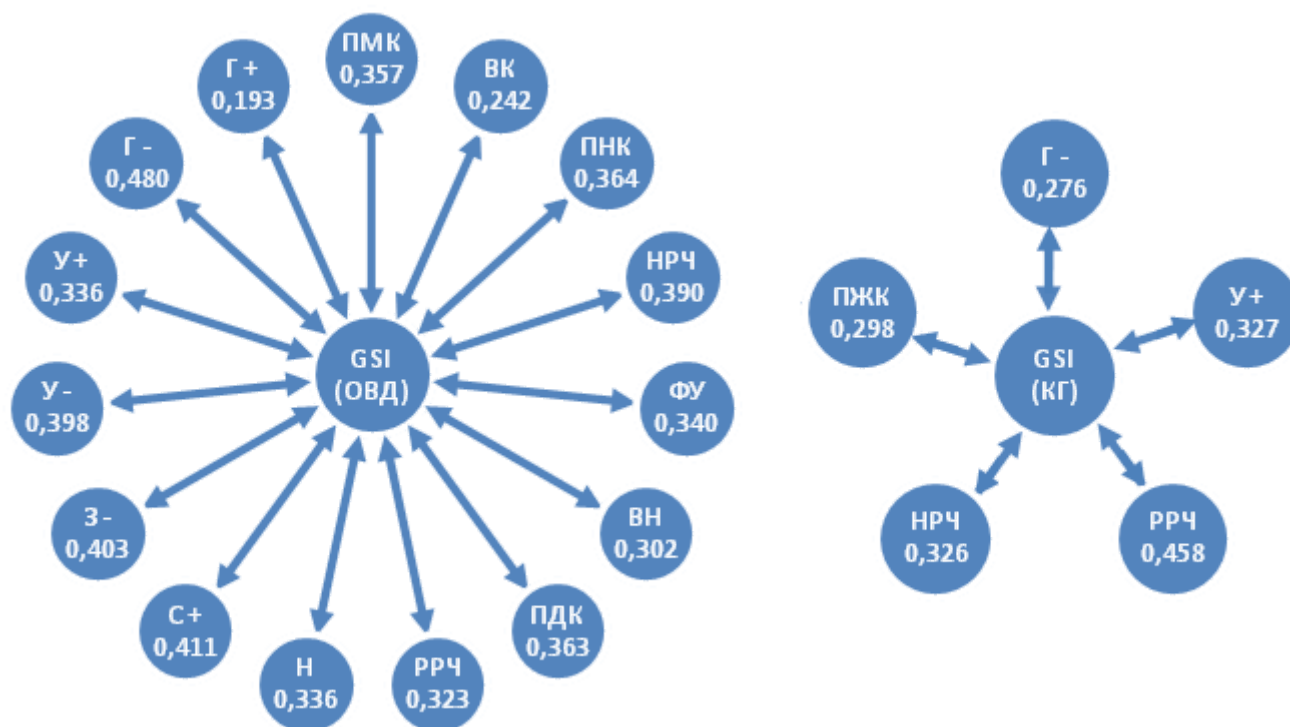 ПМК
0,357
ВК
0,242
ПНК
0,364
НРЧ
0,390
ФУ
0,340
ВН
0,302
ПДК
0,363
РРЧ
0,323
Н
0,336
С+
0,411
З-
0,403
У-
0,398
У+
0,336
Г-
0,480
Г+
0,193
GSI
(ОВД)
Г-
0,276
У+
0,327
РРЧ
0,458
НРЧ
0,326
ПЖК
0,298
GSI
(КГ)